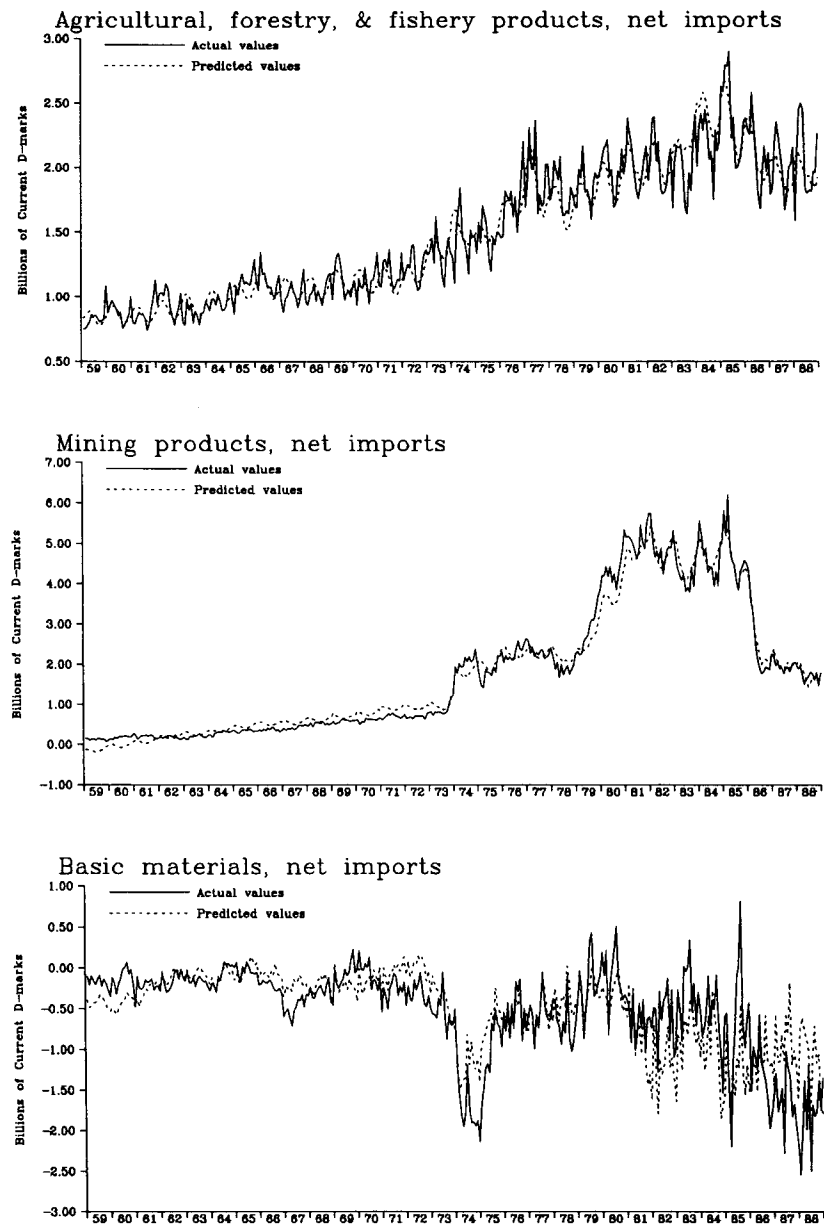 Agricultural, forestry, & fishery products, net imports
3.00
Actual values
Predicted values
2.50
2.00
1.50
1.00
0.50
Billions of Current D-marks
59 60 61 62 63 64 65 66 67 68 69 70 71 72 73 74 75 76 77 78 79 80 81 82 83 84 85 86 87 88
Mining products, net imports
7.00
Actual values
Predicted values
6.00
5.00
4.00
3.00
2.00
1.00
0.00
-1.00
Billions of Current D-marks
59 60 61 62 63 64 65 66 67 68 69 70 71 72 73 74 75 76 77 78 79 80 81 82 83 84 85 86 87 88
Basic materials, net imports
1.00
Actual values
Predicted values
0.50
0.00
-0.50
-1.00
-1.50
-2.00
-2.50
-3.00
Billions of Current D-marks
59 60 61 62 63 64 65 66 67 68 69 70 71 72 73 74 75 76 77 78 79 80 81 82 83 84 85 86 87 88